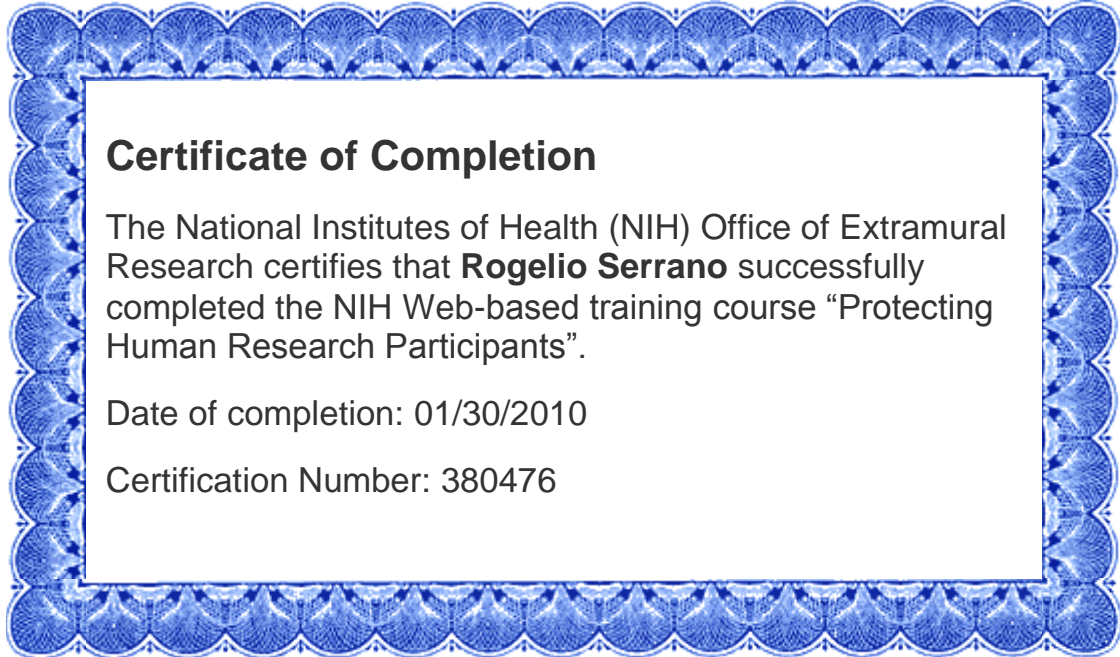 Certificate of Completion
The National Institutes of Health (NIH) Office of Extramural
Research certifies that Rogelio Serrano successfully
completed the NIH Web-based training course “Protecting
Human Research Participants”.
Date of completion: 01/30/2010
Certification Number: 380476